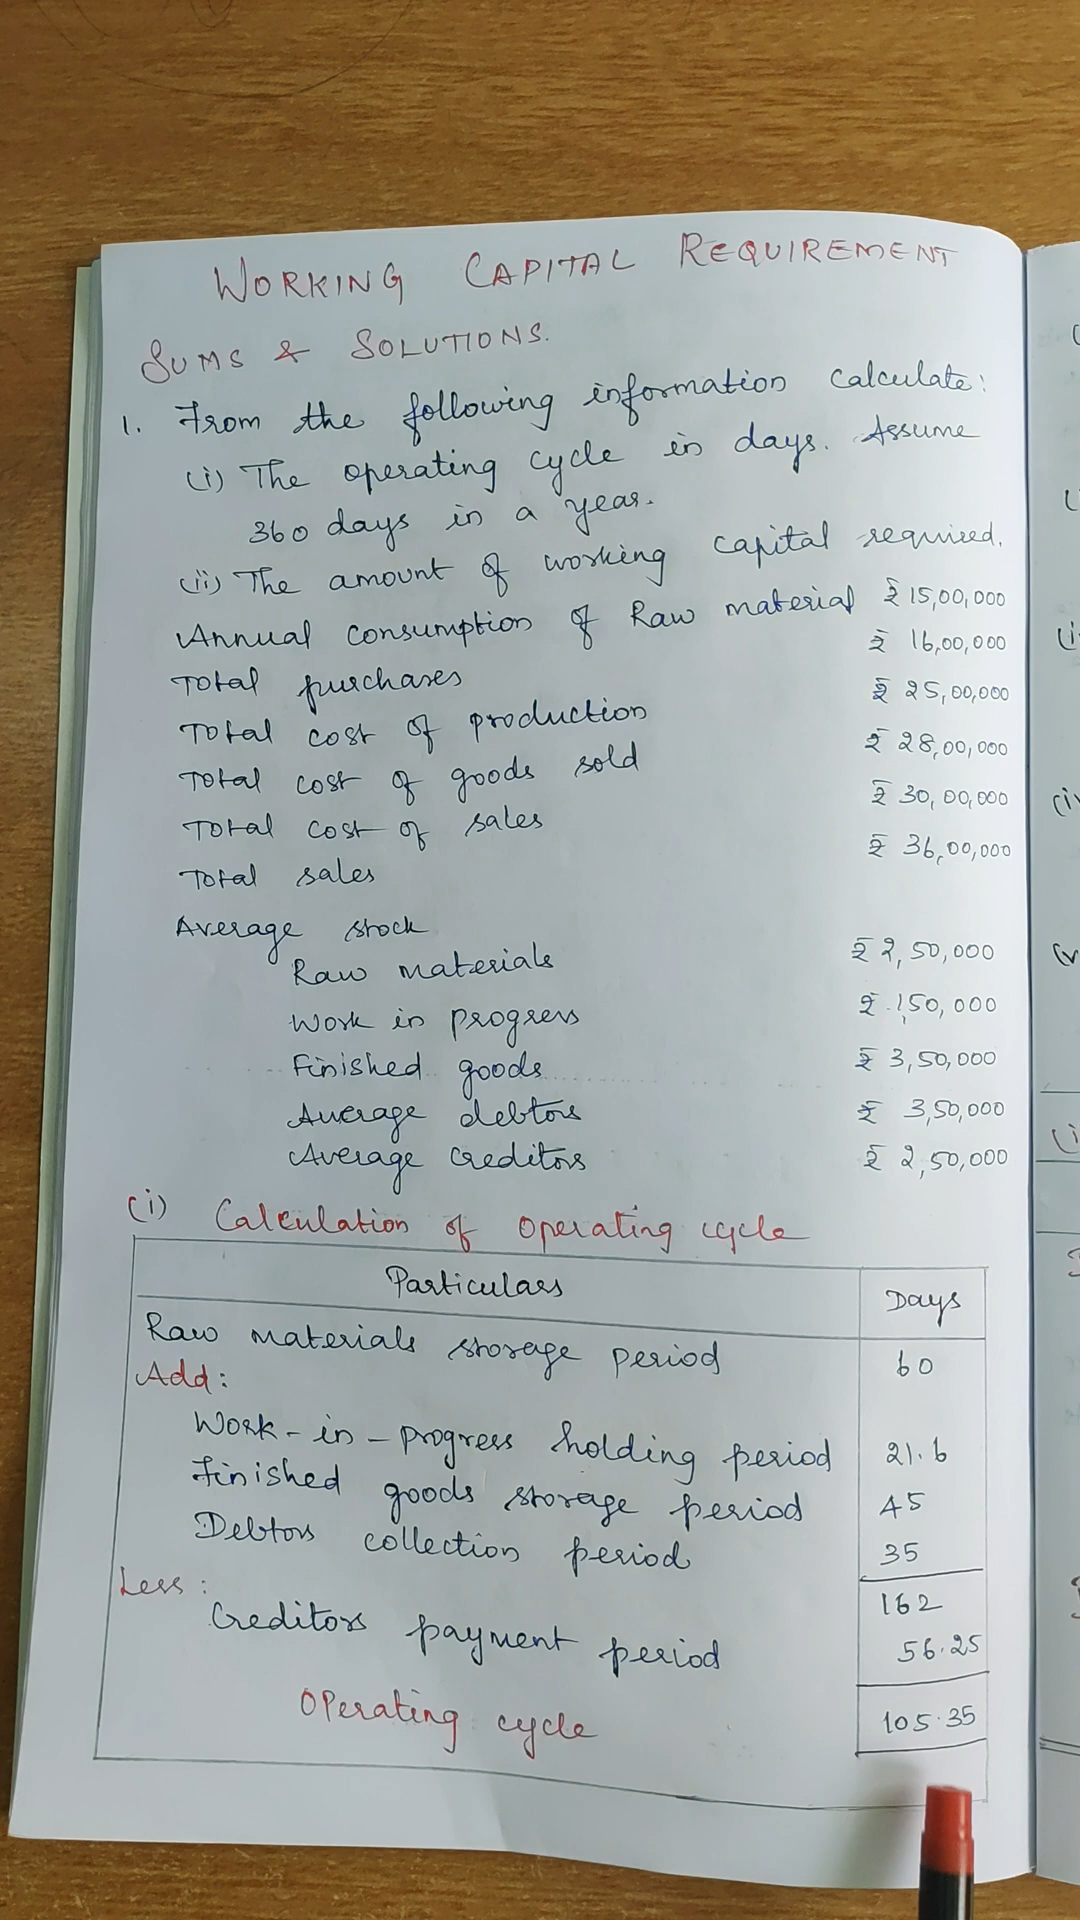 WORKING CAPITAL REQUIREMENT
SUMS & SOLUTIONS.
1. From the following information calculate:
(i) The operating cycle in days. Assume
360 days in a year.
(ii) The amount of working capital required.
Annual consumption of Raw material ₹ 15,00,000
Total purchases ₹ 16,00,000
Total cost of production ₹ 25,00,000
Total cost of goods sold ₹ 28,00,000
Total cost of sales ₹ 30,00,000
Total sales ₹ 36,00,000
Average stock
Raw materials ₹ 2,50,000
Work in progress ₹ 1,50,000
Finished goods ₹ 3,50,000
Average debtors ₹ 3,50,000
Average creditors ₹ 2,50,000
(i) Calculation of operating cycle
Particulars Days
Raw materials storage period 60
Add:
Work-in-progress holding period 21.6
Finished goods storage period 45
Debtors collection period 35
Less: 162
Creditors payment period 56.25
Operating cycle 105.35